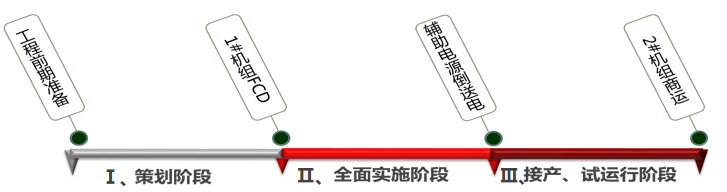 工程前期准备
1#机组FCD
辅助电源倒送电
2#机组商运
Ⅰ、策划阶段
Ⅱ、全面实施阶段
Ⅲ、接产、试运行阶段